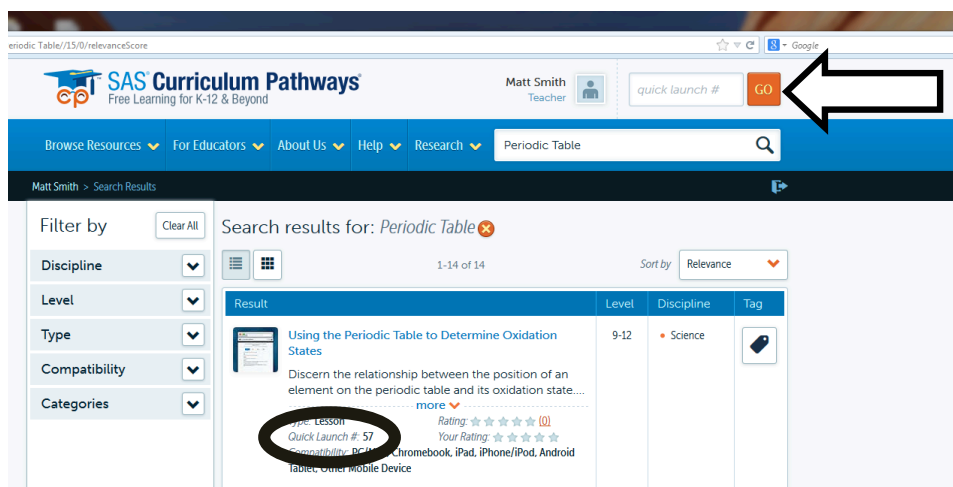 eriodic Table//15/0/relevanceScore
Google
SAS® Curriculum Pathways®
Free Learning for K-12 & Beyond
Matt Smith
Teacher
quick launch #
GO
Browse Resources
For Educators
About Us
Help
Research
Periodic Table
Matt Smith > Search Results
Filter by
Clear All
Discipline
Level
Type
Compatibility
Categories
Search results for: Periodic Table
1-14 of 14
Sort by
Relevance
Result
Level
Discipline
Tag
Using the Periodic Table to Determine Oxidation
States
9-12
• Science
Discern the relationship between the position of an
element on the periodic table and its oxidation state....
more
Type: Lesson
Rating:
(0)
Quick Launch #: 57
Your Rating:
Compatibility: Chromebook, iPad, iPhone/iPod, Android
Tablet, Other Mobile Device